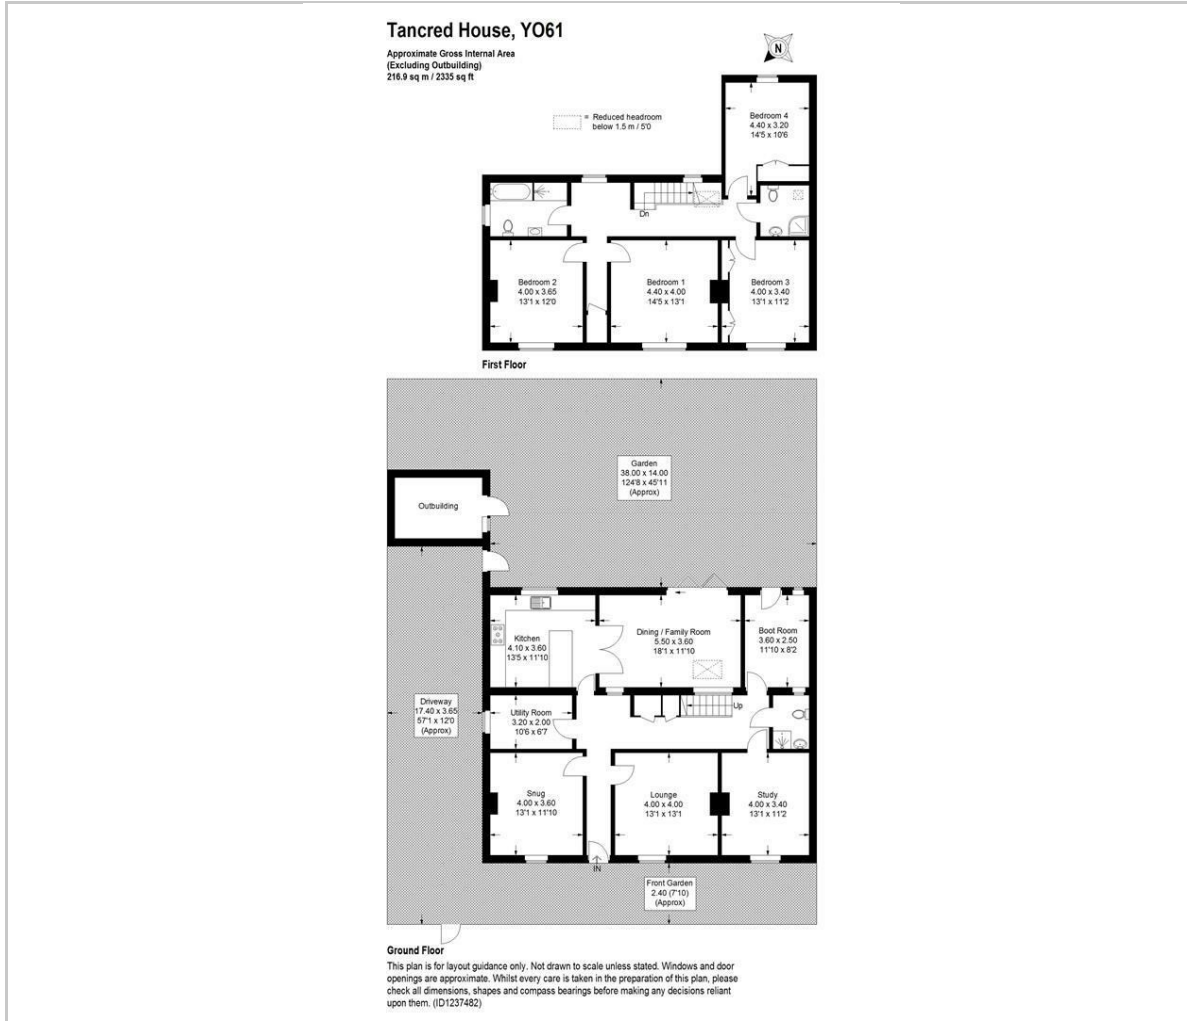 Tancred House, YO61
Approximate Gross Internal Area
(Excluding Outbuilding)
216.9 sq m / 2335 sq ft
N
= Reduced headroom
below 1.5 m / 5'0
Bedroom 4
4.40 x 3.20
14'5 x 10'6
Dn
Bedroom 2
4.00 x 3.65
13'1 x 12'0
Bedroom 1
4.40 x 4.00
14'5 x 13'1
Bedroom 3
4.00 x 3.40
13'1 x 11'2
First Floor
Garden
38.00 x 14.00
124'8 x 45'11
(Approx)
Outbuilding
Kitchen
4.10 x 3.60
13'5 x 11'10
Dining / Family Room
5.50 x 3.60
18'1 x 11'10
Boot Room
3.60 x 2.50
11'10 x 8'2
Driveway
17.40 x 3.65
57'1 x 12'0
(Approx)
Utility Room
3.20 x 2.00
10'6 x 6'7
Up
Snug
4.00 x 3.60
13'1 x 11'10
Lounge
4.00 x 4.00
13'1 x 13'1
Study
4.00 x 3.40
13'1 x 11'2
IN
Front Garden
2.40 (7'10)
(Approx)
Ground Floor
This plan is for layout guidance only. Not drawn to scale unless stated. Windows and door
openings are approximate. Whilst every care is taken in the preparation of this plan, please
check all dimensions, shapes and compass bearings before making any decisions reliant
upon them. (ID1237482)